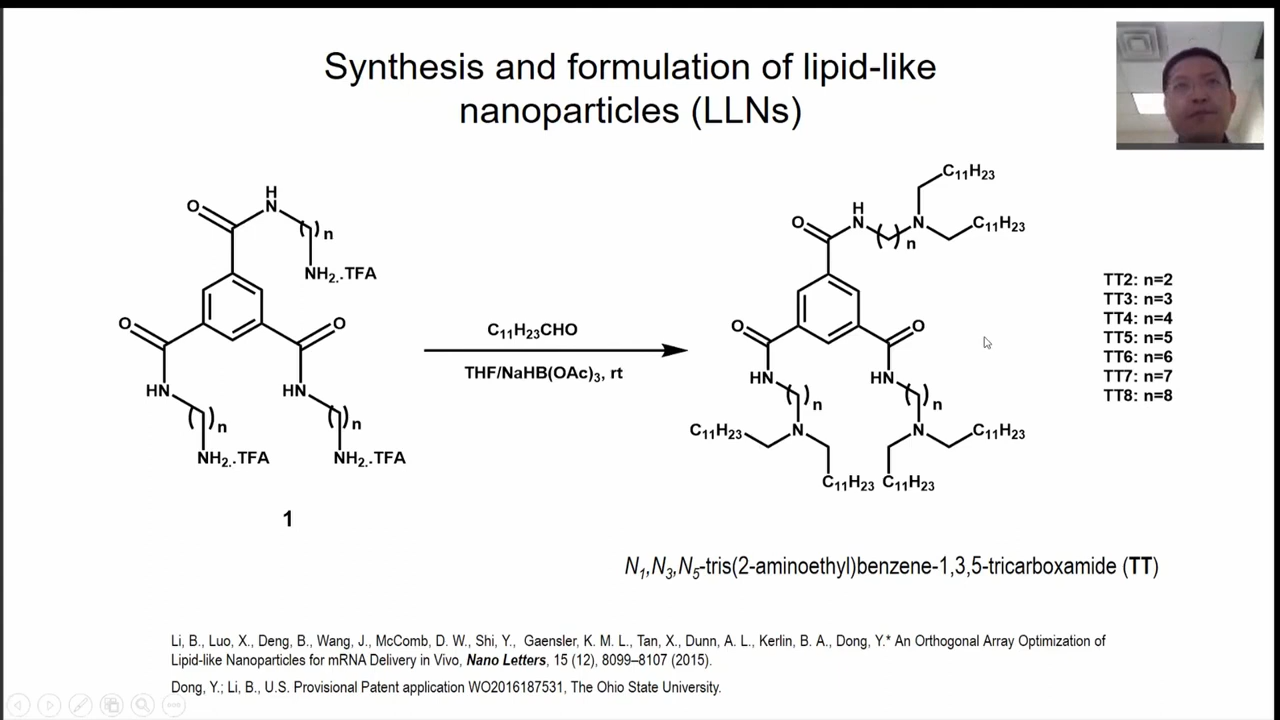 Synthesis and formulation of lipid-like
nanoparticles (LLNs)
O
H
N
( )n
NH2..TFA
O
HN
( )n
NH2..TFA
O
HN
( )n
NH2..TFA
1
C11H23CHO
THF/NaHB(OAc)3, rt
O
H
N
( )n
N
C11H23
C11H23
O
HN
( )n
N
C11H23
C11H23
O
HN
( )n
N
C11H23
C11H23
TT2: n=2
TT3: n=3
TT4: n=4
TT5: n=5
TT6: n=6
TT7: n=7
TT8: n=8
N1,N3,N5-tris(2-aminoethyl)benzene-1,3,5-tricarboxamide (TT)
Li, B., Luo, X., Deng, B., Wang, J., McComb, D. W., Shi, Y., Gaensler, K. M. L., Tan, X., Dunn, A. L., Kerlin, B. A., Dong, Y.* An Orthogonal Array Optimization of
Lipid-like Nanoparticles for mRNA Delivery in Vivo, Nano Letters, 15 (12), 8099–8107 (2015).
Dong, Y.; Li, B., U.S. Provisional Patent application WO2016187531, The Ohio State University.